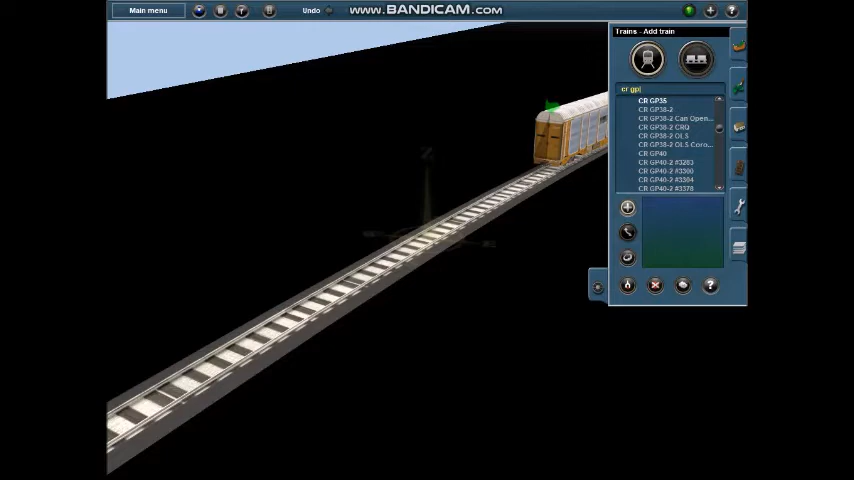 Main menu
Undo
WWW.BANDICAM.COM
?
Trains - Add train
cr gp
CR GP35
CR GP38-2
CR GP38-2 Can Open...
CR GP38-2 CRQ
CR GP38-2 OLS
CR GP38-2 OLS Coro...
CR GP40
CR GP40-2 #3283
CR GP40-2 #3300
CR GP40-2 #3304
CR GP40-2 #3378
?